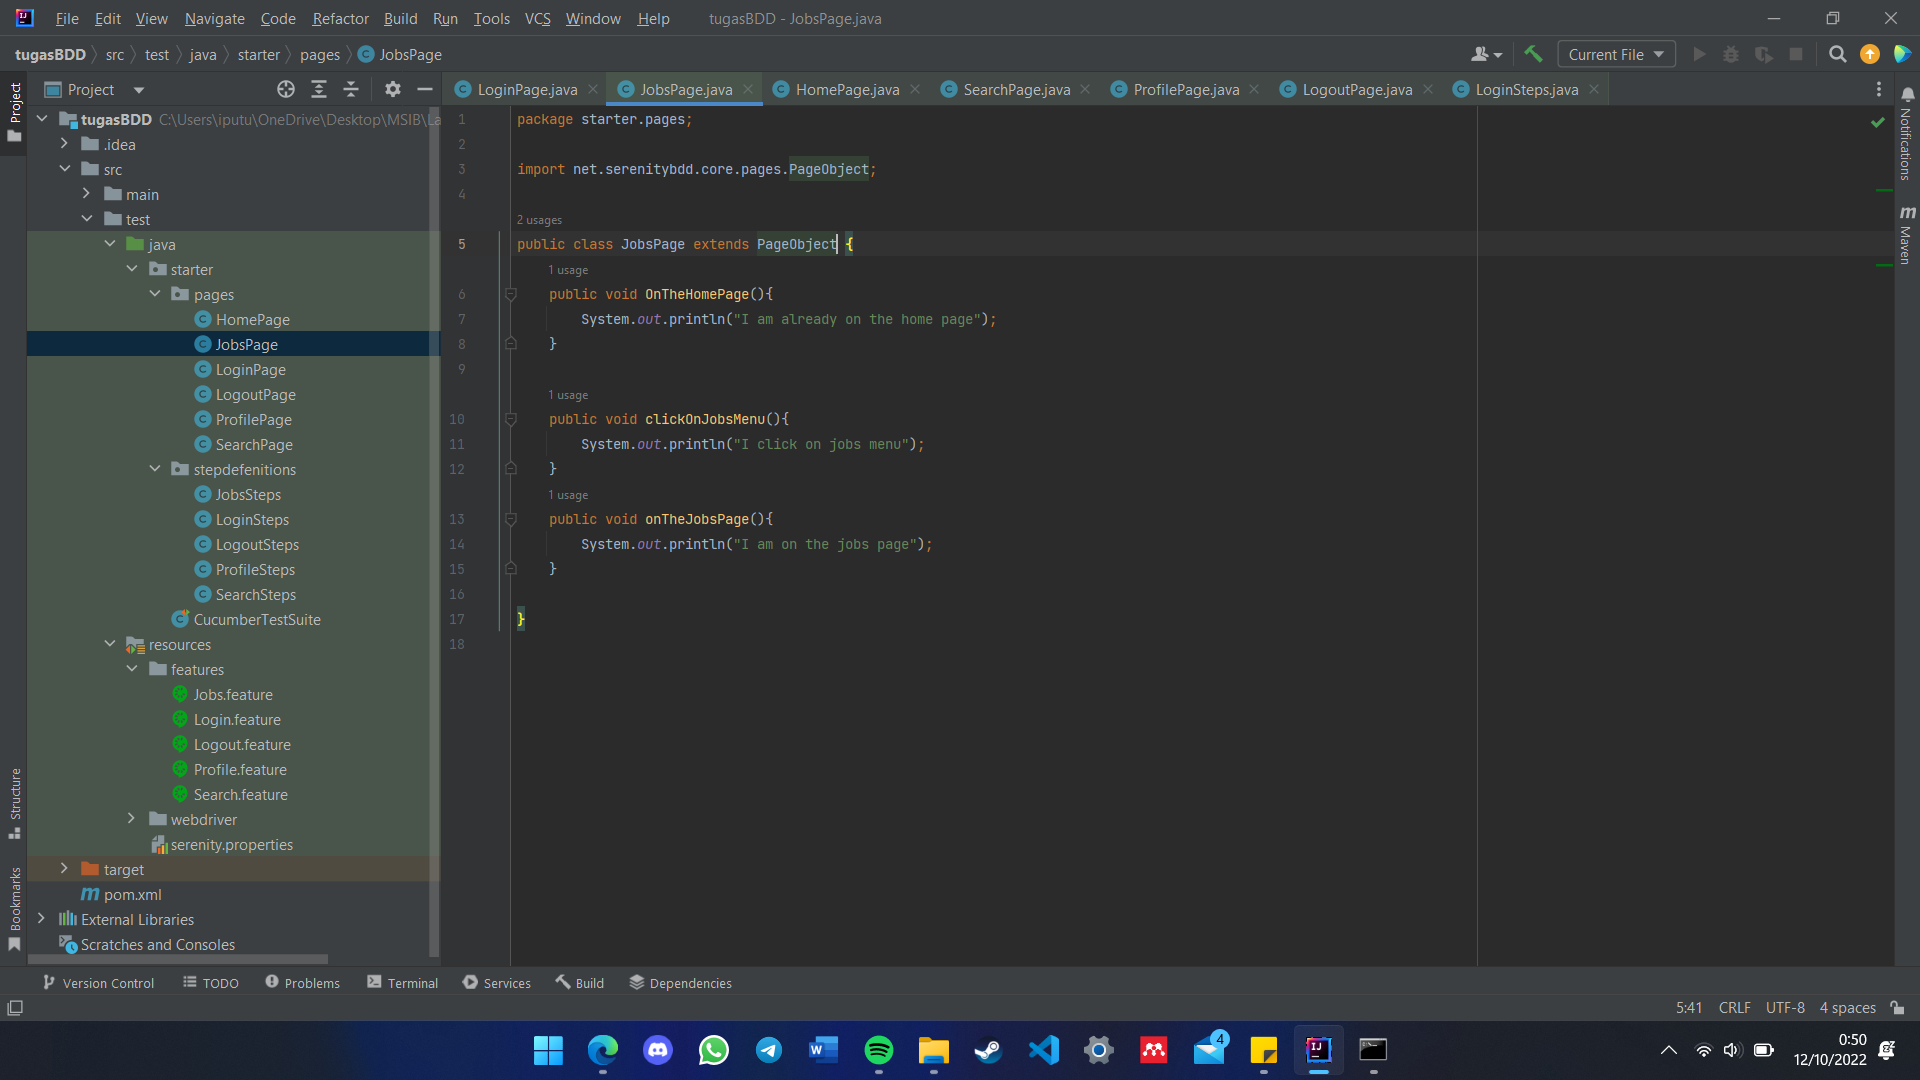 File Edit View Navigate Code Refactor Build Run Tools VCS Window Help tugasBDD - JobsPage.java
tugasBDD src test java starter pages JobsPage Current File
Project
LoginPage.java JobsPage.java HomePage.java SearchPage.java ProfilePage.java LogoutPage.java LoginSteps.java
Project
Structure
Bookmarks
tugasBDD C:\Users\iputu\OneDrive\Desktop\MSIB\La
.idea
src
main
test
java
starter
pages
HomePage
JobsPage
LoginPage
LogoutPage
ProfilePage
SearchPage
stepdefenitions
JobsSteps
LoginSteps
LogoutSteps
ProfileSteps
SearchSteps
CucumberTestSuite
resources
features
Jobs.feature
Login.feature
Logout.feature
Profile.feature
Search.feature
webdriver
serenity.properties
target
pom.xml
External Libraries
Scratches and Consoles
1 package starter.pages;
2
3 import net.serenitybdd.core.pages.PageObject;
4
2 usages
5 public class JobsPage extends PageObject {
1 usage
6 public void OnTheHomePage(){
7 System.out.println("I am already on the home page");
8 }
9
1 usage
10 public void clickOnJobsMenu(){
11 System.out.println("I click on jobs menu");
12 }
1 usage
13 public void onTheJobsPage(){
14 System.out.println("I am on the jobs page");
15 }
16
17 }
18
Notifications
Maven
Version Control TODO Problems Terminal Services Build Dependencies
5:41 CRLF UTF-8 4 spaces
4
0:50
12/10/2022